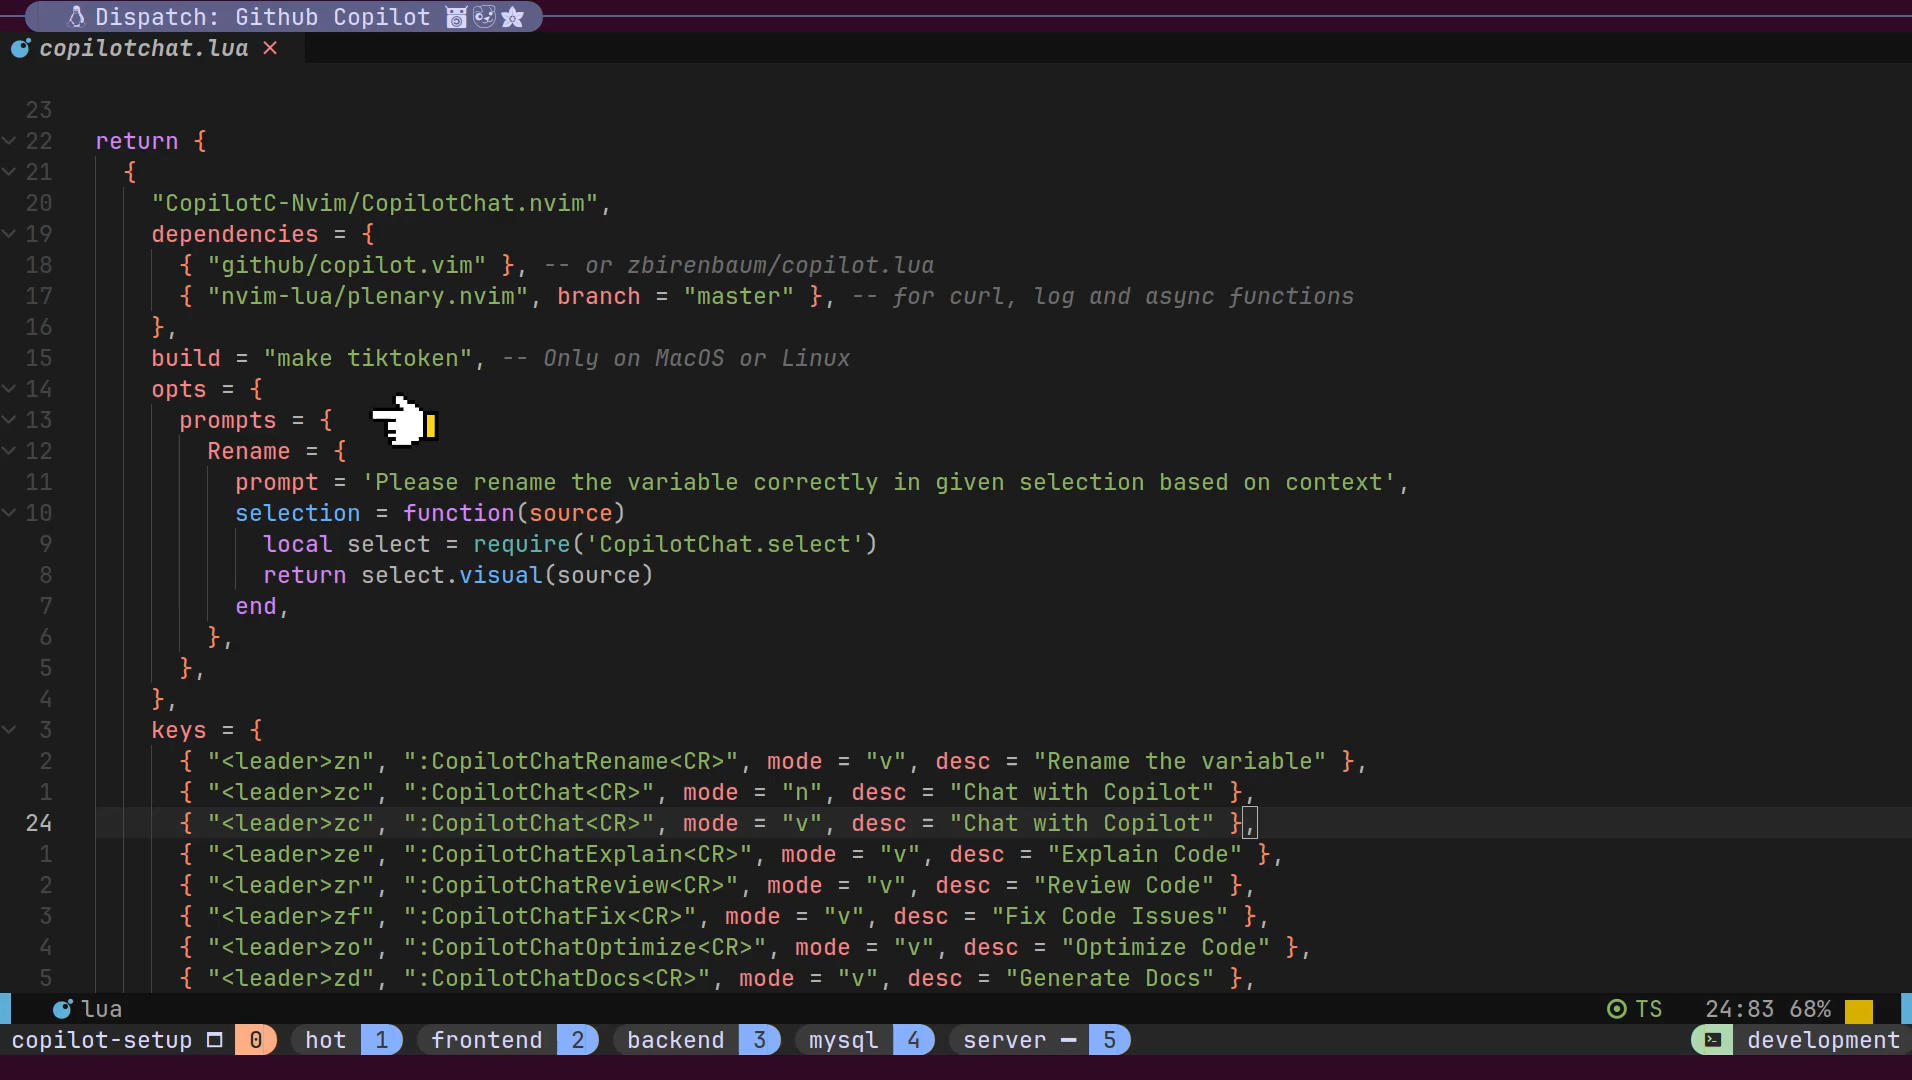 Dispatch: Github Copilot
copilotchat.lua ×
23
22 return {
21 {
20 "CopilotC-Nvim/CopilotChat.nvim",
19 dependencies = {
18 { "github/copilot.vim" }, -- or zbirenbaum/copilot.lua
17 { "nvim-lua/plenary.nvim", branch = "master" }, -- for curl, log and async functions
16 },
15 build = "make tiktoken", -- Only on MacOS or Linux
14 opts = {
13 prompts = {
12 Rename = {
11 prompt = 'Please rename the variable correctly in given selection based on context',
10 selection = function(source)
9 local select = require('CopilotChat.select')
8 return select.visual(source)
7 end,
6 },
5 },
4 },
3 keys = {
2 { "<leader>zn", ":CopilotChatRename<CR>", mode = "v", desc = "Rename the variable" },
1 { "<leader>zc", ":CopilotChat<CR>", mode = "n", desc = "Chat with Copilot" },
24 { "<leader>zc", ":CopilotChat<CR>", mode = "v", desc = "Chat with Copilot" },
1 { "<leader>ze", ":CopilotChatExplain<CR>", mode = "v", desc = "Explain Code" },
2 { "<leader>zr", ":CopilotChatReview<CR>", mode = "v", desc = "Review Code" },
3 { "<leader>zf", ":CopilotChatFix<CR>", mode = "v", desc = "Fix Code Issues" },
4 { "<leader>zo", ":CopilotChatOptimize<CR>", mode = "v", desc = "Optimize Code" },
5 { "<leader>zd", ":CopilotChatDocs<CR>", mode = "v", desc = "Generate Docs" },
lua TS 24:83 68%
copilot-setup 0 hot 1 frontend 2 backend 3 mysql 4 server 5 development